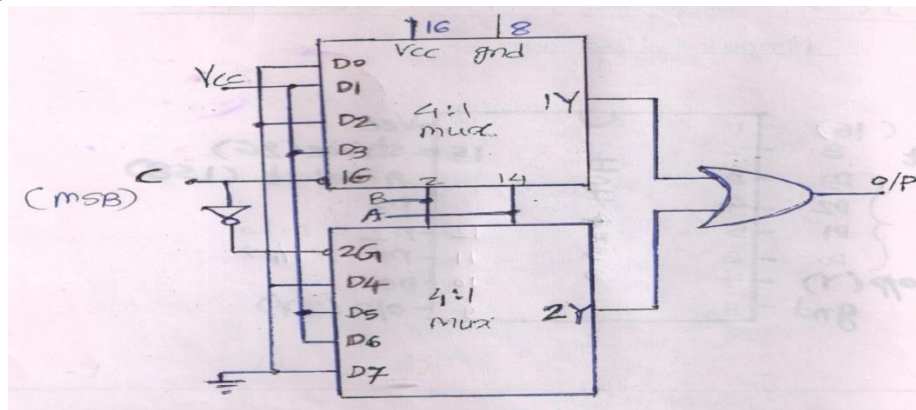 16 8
Vcc gnd
D0
Vcc D1
1Y
4:1
mux
D2
D3
C 1G
(MSB)
2 14
B
A
O/P
2G
D4
4:1
mux
D5
2Y
D6
D7